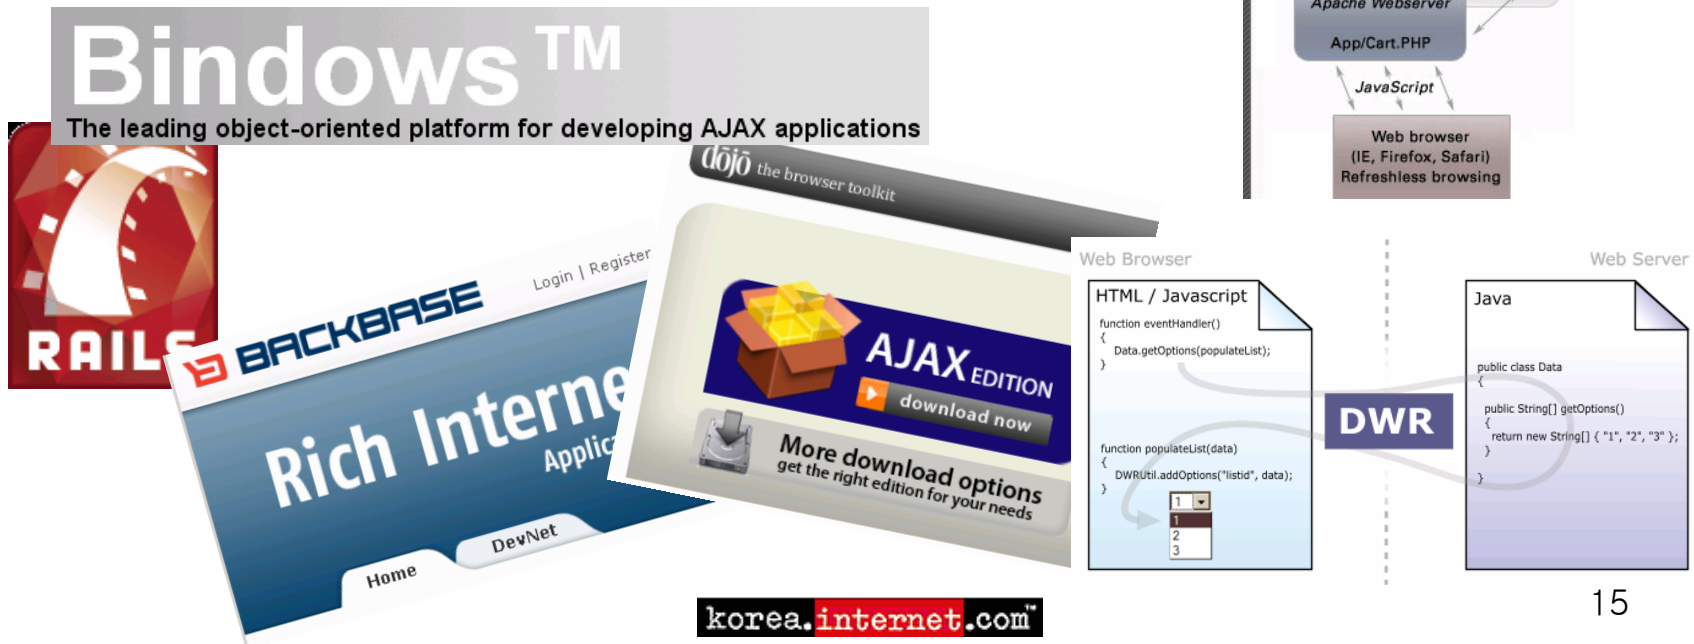 Bindows™
The leading object-oriented platform for developing AJAX applications
RAILS
BACKBASE
Login | Register
Rich Interne
Applic
Home
DevNet
dōjō the browser toolkit
AJAX EDITION
download now
More download options
get the right edition for your needs
Apache Webserver
App/Cart.PHP
JavaScript
Web browser
(IE, Firefox, Safari)
Refreshless browsing
Web Browser
Web Server
HTML / Javascript
function eventHandler()
{
Data.getOptions(populateList);
}
function populateList(data)
{
DWRUtil.addOptions("listid", data);
}
1
1
2
3
DWR
Java
public class Data
{
public String[] getOptions()
{
return new String[] { "1", "2", "3" };
}
}
korea.internet.com™
15